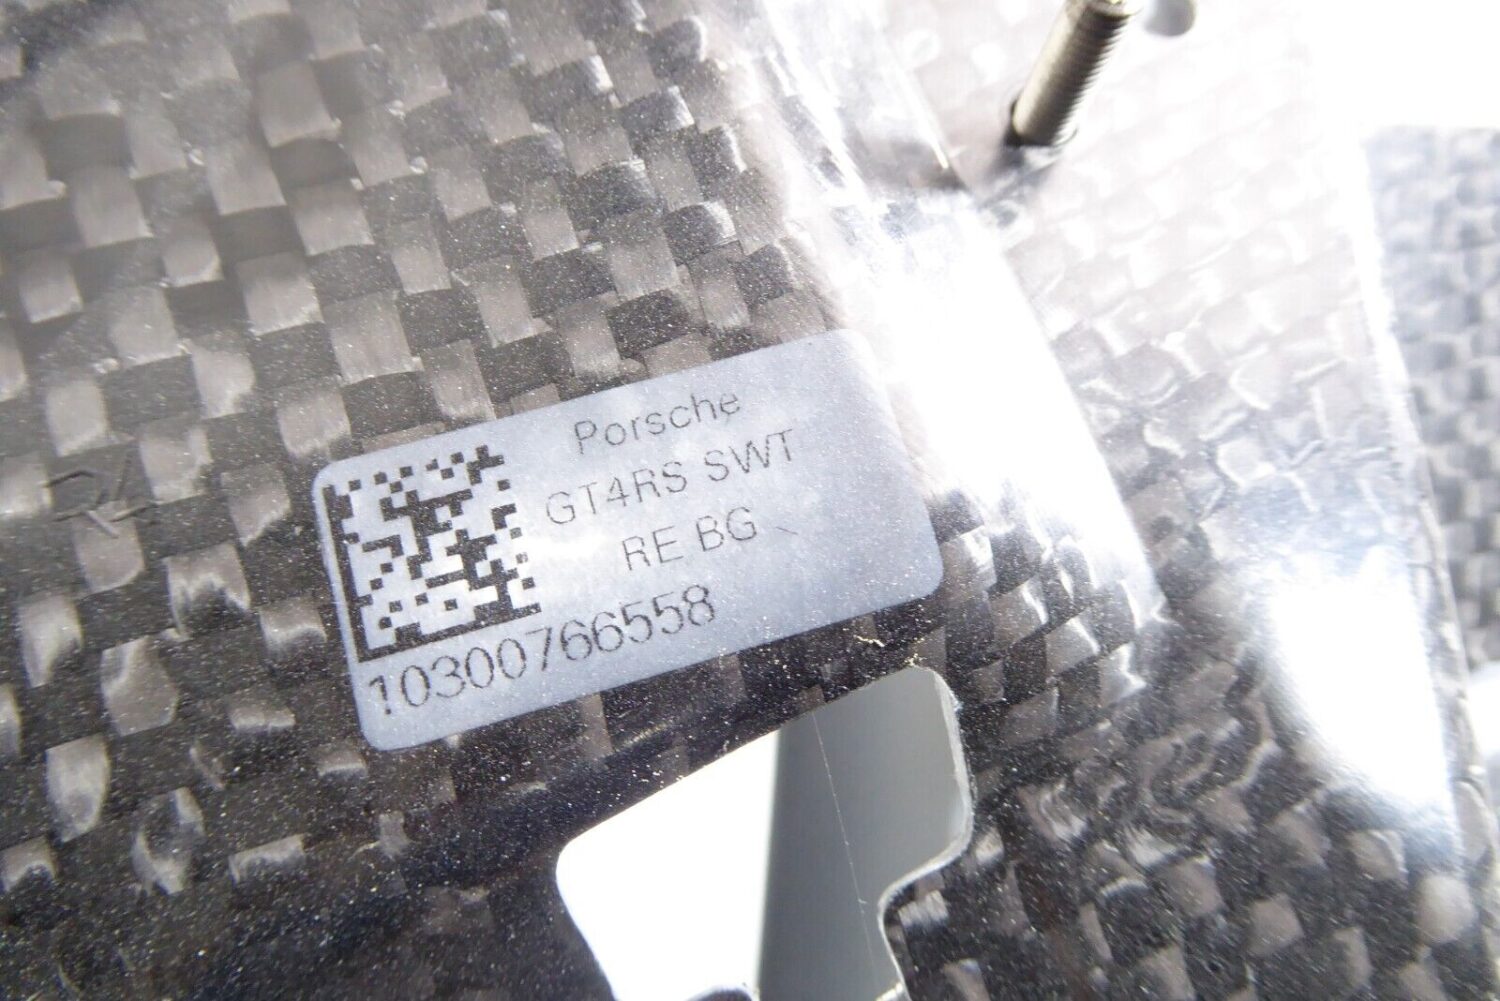 Porsche
GT4RS SWT
RE BG
10300766558